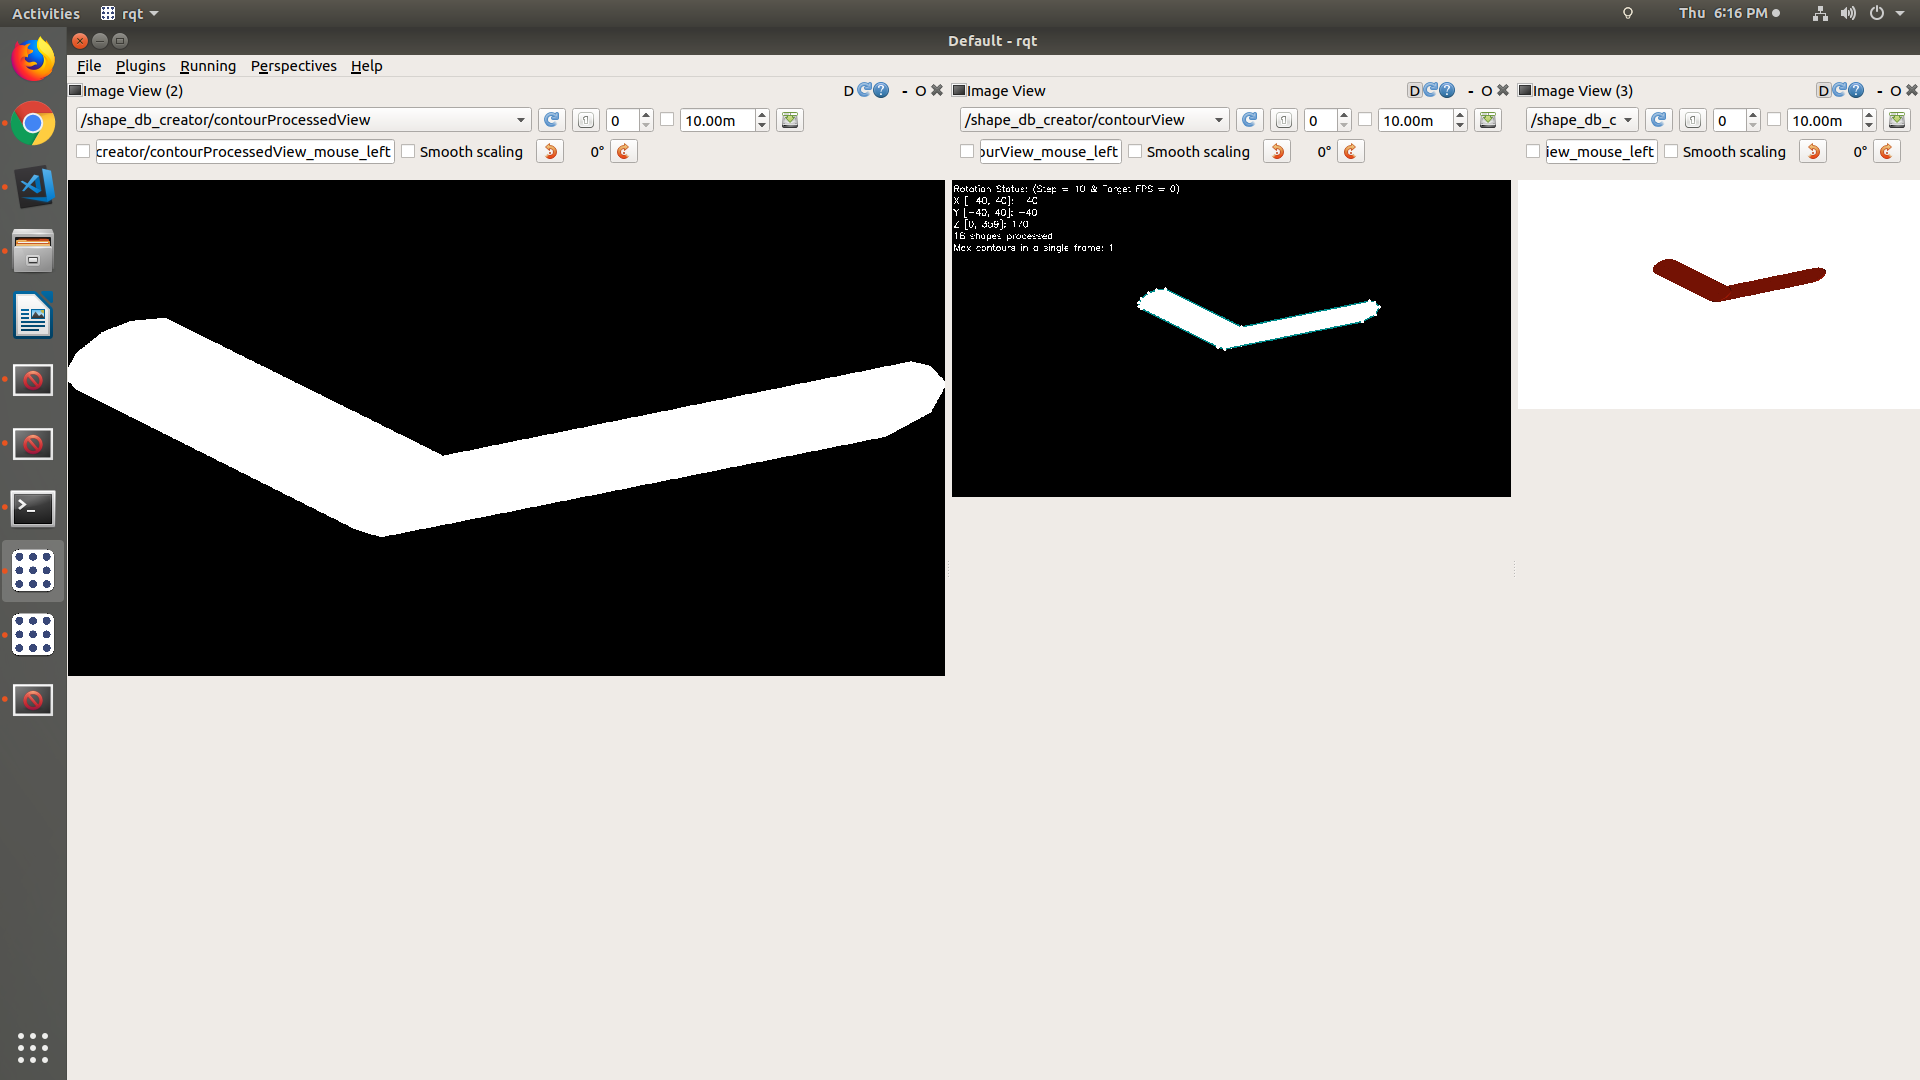 Activities rqt Thu 6:16 PM
Default - rqt
File Plugins Running Perspectives Help
Image View (2) D - O
/shape_db_creator/contourProcessedView 0 10.00m
creator/contourProcessedView_mouse_left Smooth scaling 0°
Image View D - O
/shape_db_creator/contourView 0 10.00m
ourView_mouse_left Smooth scaling 0°
Rotation Status: (Step = 10 & Target FPS = 0)
X [-40, 40]: -40
Y [-40, 40]: -40
Z [0, 359]: 170
16 shapes processed
Max contours in a single frame: 1
Image View (3) D - O
/shape_db_c 0 10.00m
iew_mouse_left Smooth scaling 0°